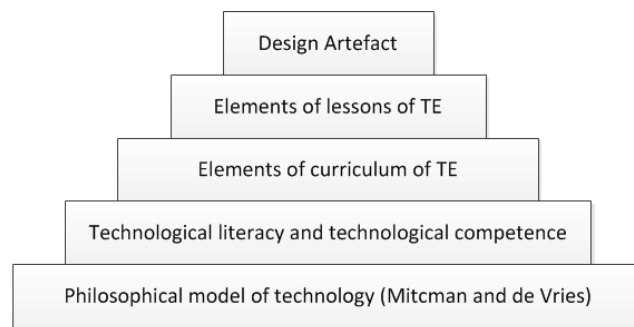 Design Artefact
Elements of lessons of TE
Elements of curriculum of TE
Technological literacy and technological competence
Philosophical model of technology (Mitcman and de Vries)